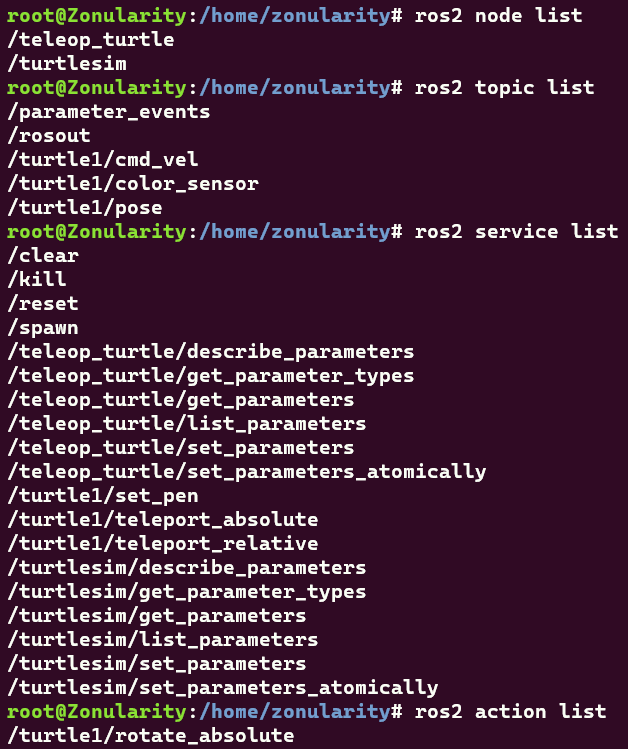 root@Zonularity:/home/zonularity# ros2 node list
/teleop_turtle
/turtlesim
root@Zonularity:/home/zonularity# ros2 topic list
/parameter_events
/rosout
/turtle1/cmd_vel
/turtle1/color_sensor
/turtle1/pose
root@Zonularity:/home/zonularity# ros2 service list
/clear
/kill
/reset
/spawn
/teleop_turtle/describe_parameters
/teleop_turtle/get_parameter_types
/teleop_turtle/get_parameters
/teleop_turtle/list_parameters
/teleop_turtle/set_parameters
/teleop_turtle/set_parameters_atomically
/turtle1/set_pen
/turtle1/teleport_absolute
/turtle1/teleport_relative
/turtlesim/describe_parameters
/turtlesim/get_parameter_types
/turtlesim/get_parameters
/turtlesim/list_parameters
/turtlesim/set_parameters
/turtlesim/set_parameters_atomically
root@Zonularity:/home/zonularity# ros2 action list
/turtle1/rotate_absolute